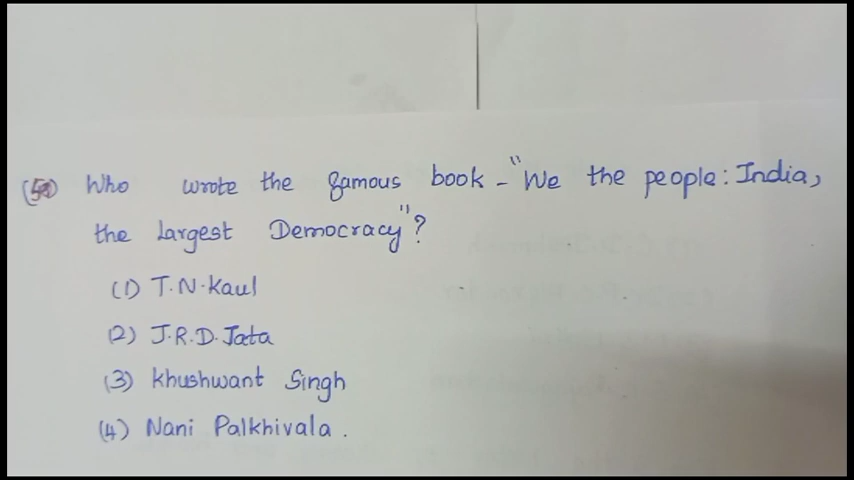 (50) Who wrote the famous book - "We the people: India,
the Largest Democracy"?
(1) T.N.Kaul
(2) J.R.D.Tata
(3) Khushwant Singh
(4) Nani Palkhivala.